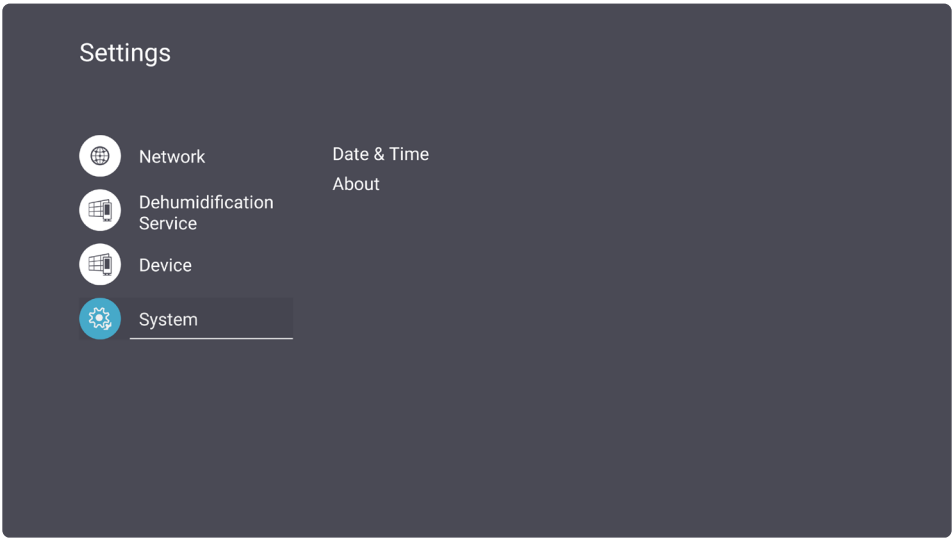 Settings
Network
Dehumidification
Service
Device
System
Date & Time
About